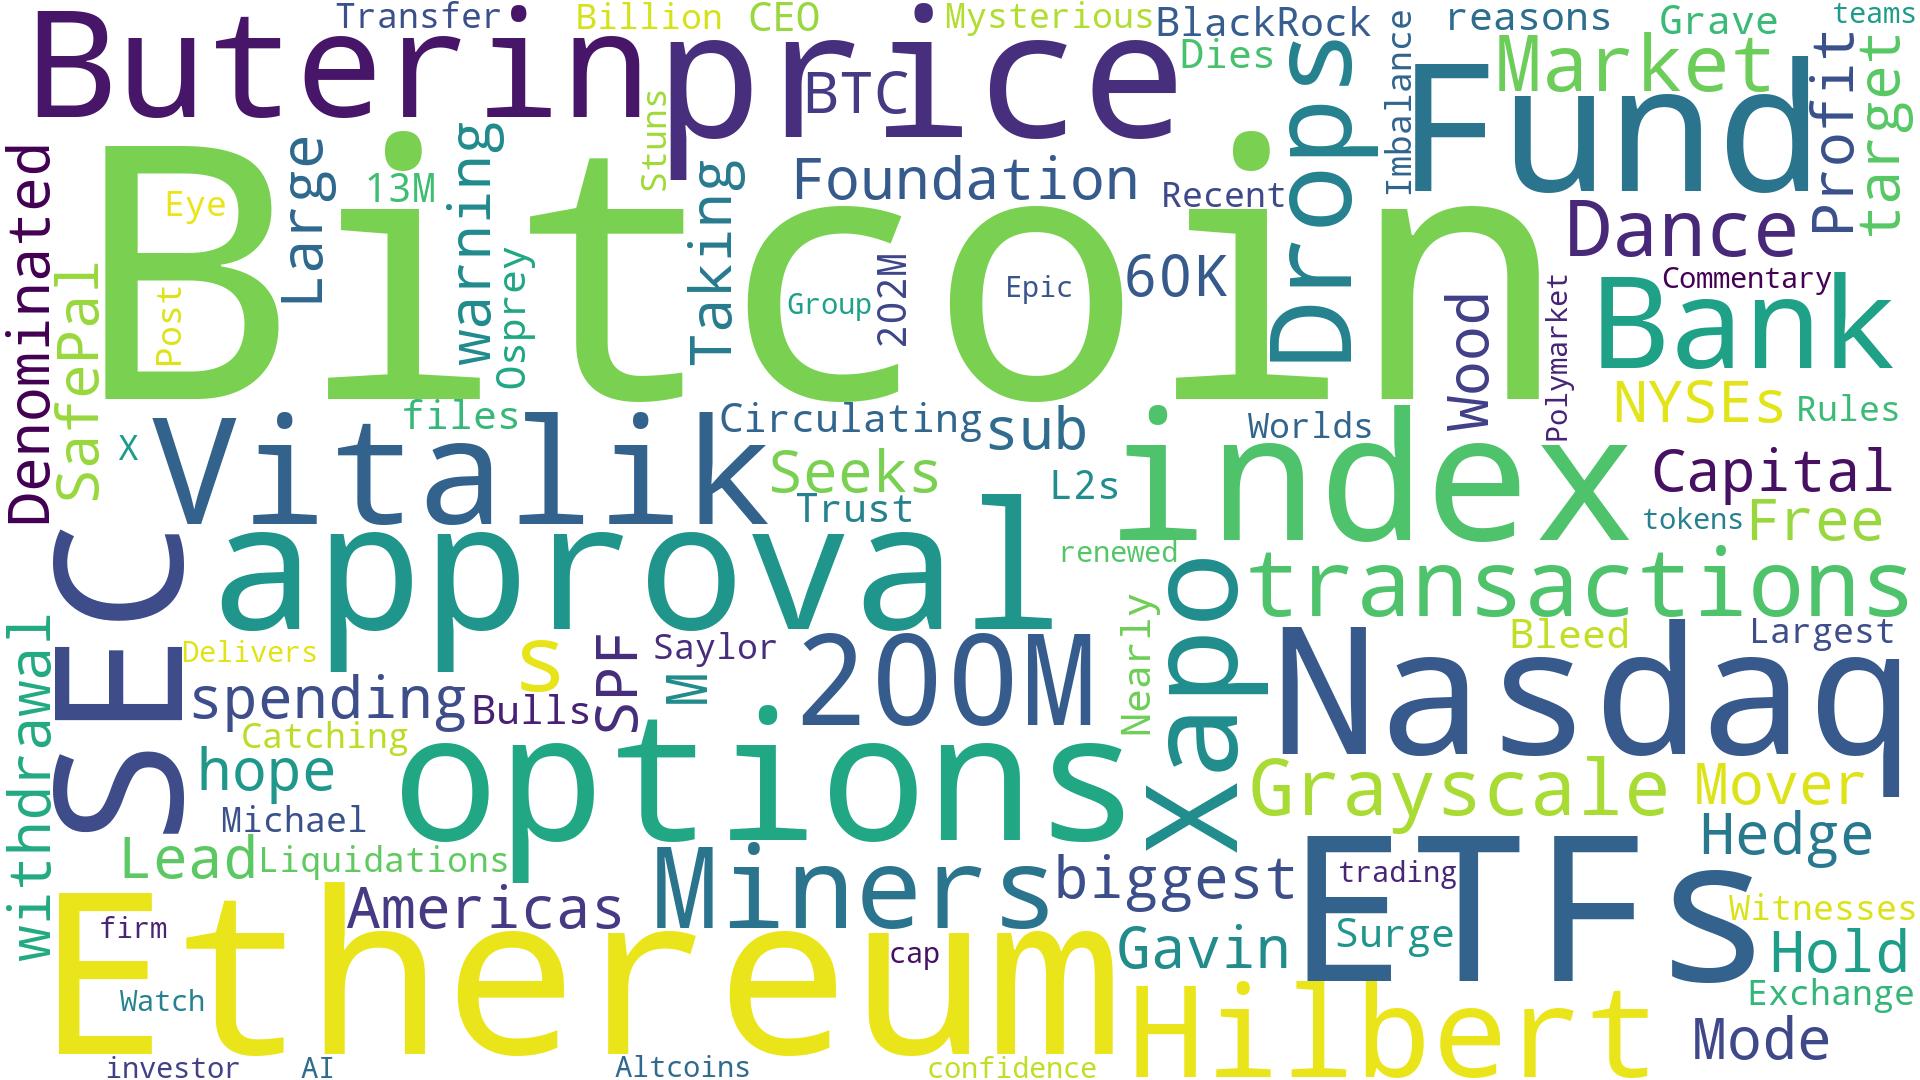 Transfer
Billion
CEO
Mysterious
BlackRock
reasons
Grave
teams
Buterin
price
BTC
Dies
Drops
Imbalance
Market
Fund
Profit
target
Denominated
Large
warning
Stuns
Taking
Foundation
Recent
Dance
13M
Eye
Bitcoin
Post
Osprey
Group
202M
Epic
60K
Wood
Polymarket
Commentary
Bank
SafePal
NYSEs
Rules
files
X
Vitalik
Circulating
sub
Worlds
index
Seeks
L2s
Trust
Capital
tokens
Free
SEC
approval
renewed
Xapo
transactions
withdrawal
Delivers
s
SPF
Saylor
M
200M
Nearly
Nasdaq
Bleed
Largest
spending
Bulls
Catching
hope
options
Grayscale
Mover
Michael
Hedge
Lead
Liquidations
Miners
biggest
ETFs
trading
Americas
Ethereum
firm
cap
Gavin
Surge
Witnesses
Hold
Watch
Hilbert
Exchange
Mode
investor
AI
Altcoins
confidence